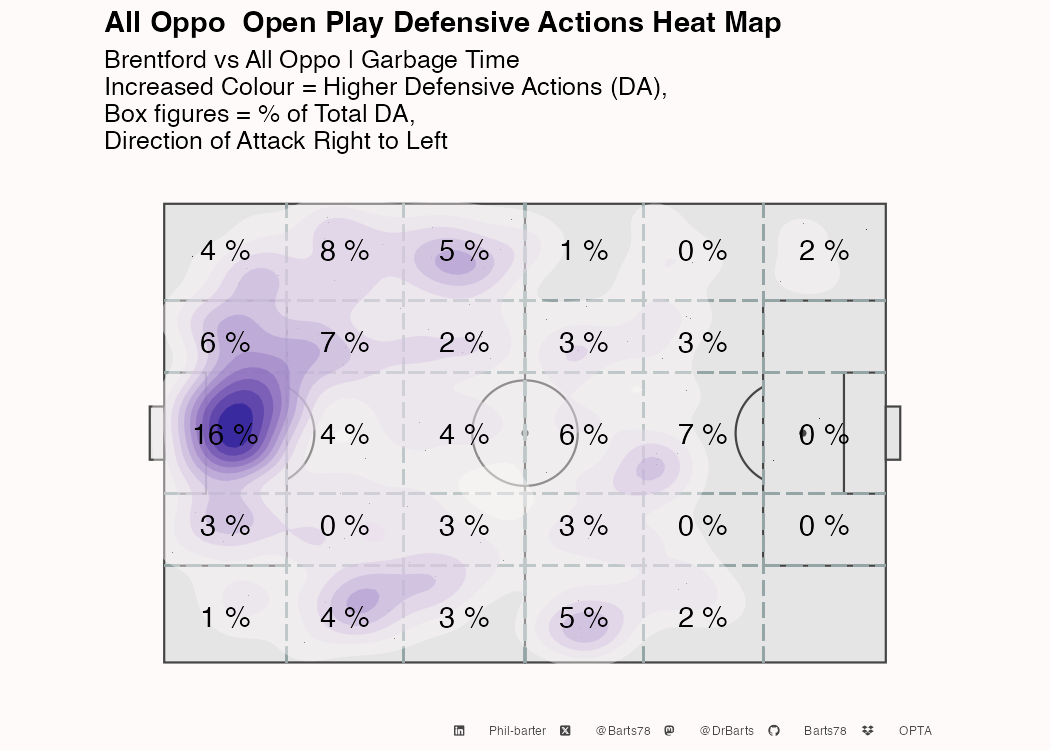 All Oppo  Open Play Defensive Actions Heat Map
Brentford vs All Oppo | Garbage Time
Increased Colour = Higher Defensive Actions (DA),
Box figures = % of Total DA,
Direction of Attack Right to Left
4 % 8 % 5 % 1 % 0 % 2 %
6 % 7 % 2 % 3 % 3 %
16 % 4 % 4 % 6 % 7 % 0 %
3 % 0 % 3 % 3 % 0 % 0 %
1 % 4 % 3 % 5 % 2 %
Phil-barter @Barts78 @DrBarts Barts78 OPTA